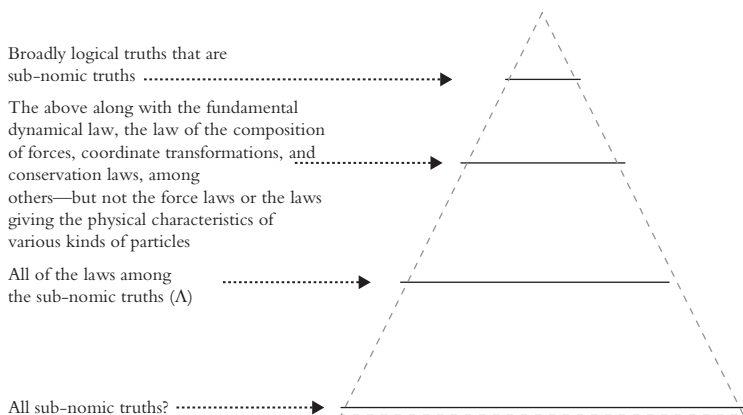 Broadly logical truths that are
sub-nomic truths
The above along with the fundamental
dynamical law, the law of the composition
of forces, coordinate transformations, and
conservation laws, among
others—but not the force laws or the laws
giving the physical characteristics of
various kinds of particles
All of the laws among
the sub-nomic truths (Λ)
All sub-nomic truths?